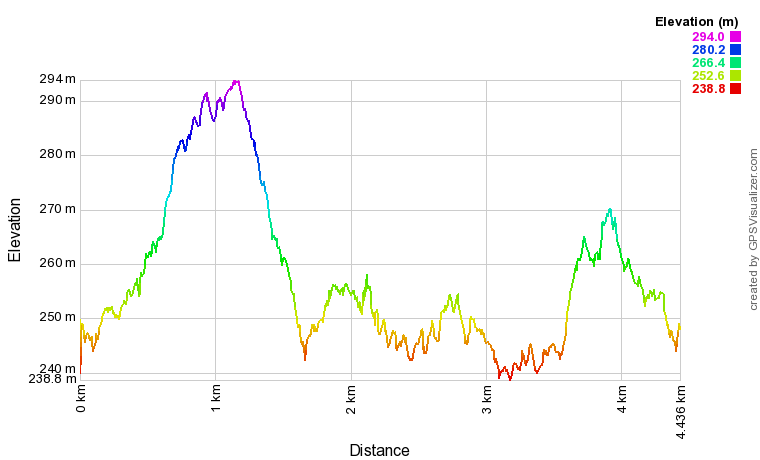 Elevation (m)
294.0
280.2
266.4
252.6
238.8
294 m
290 m
280 m
270 m
260 m
250 m
240 m
238.8 m
Elevation
0 km
1 km
2 km
3 km
4 km
4.436 km
Distance
created by GPSVisualizer.com